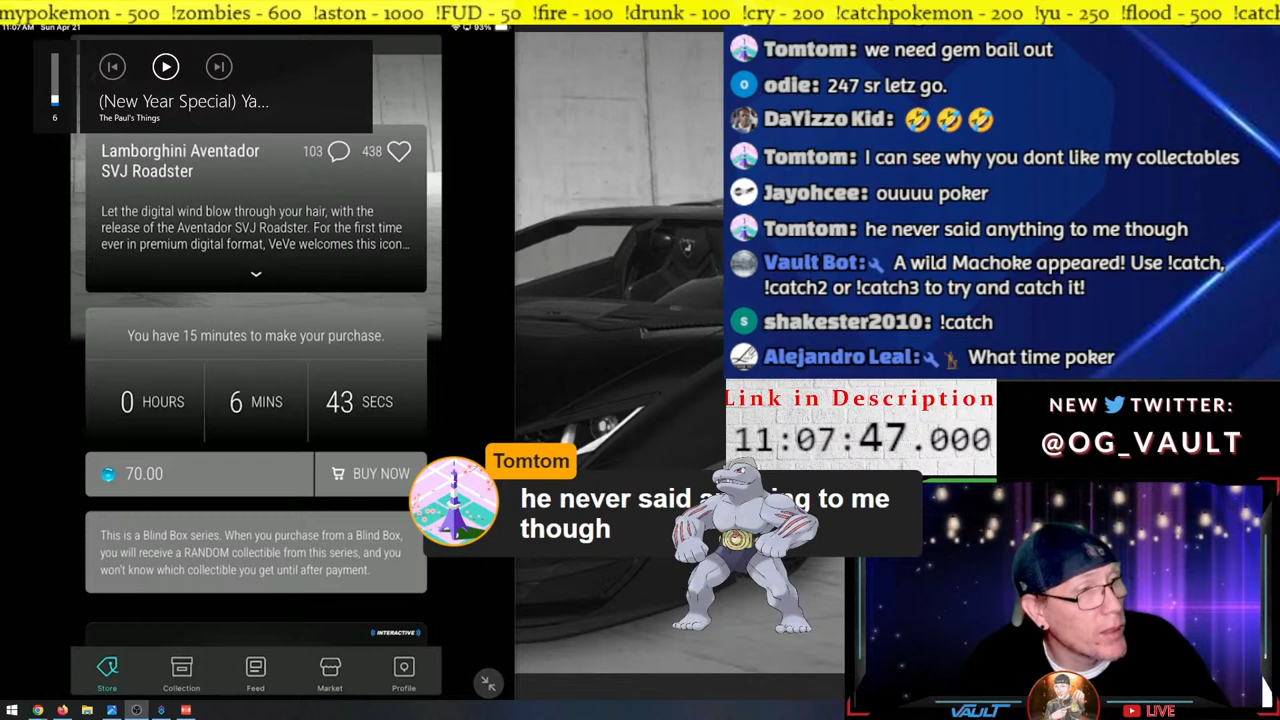 mypokemon - 500 !zombies - 600 !aston - 1000 !FUD - 50 !fire - 100 !drunk - 100 !cry - 200 !catchpokemon - 200 !yu - 250 !flood - 500 !catch
11:07 AM Sun Apr 21
93%
6
(New Year Special) Ya...
The Paul's Things
Lamborghini Aventador
SVJ Roadster
103
438
Let the digital wind blow through your hair, with the
release of the Aventador SVJ Roadster. For the first time
ever in premium digital format, VeVe welcomes this icon...
You have 15 minutes to make your purchase.
0 HOURS 6 MINS 43 SECS
70.00
BUY NOW
This is a Blind Box series. When you purchase from a Blind Box,
you will receive a RANDOM collectible from this series, and you
won't know which collectible you get until after payment.
INTERACTIVE
Store Collection Feed Market Profile
Tomtom: we need gem bail out
odie: 247 sr letz go.
DaYizzo Kid: 🤣 🤣 🤣
Tomtom: I can see why you dont like my collectables
Jayohcee: ouuuu poker
Tomtom: he never said anything to me though
Vault Bot: A wild Machoke appeared! Use !catch,
!catch2 or !catch3 to try and catch it!
shakester2010: !catch
Alejandro Leal: What time poker
Link in Description
11:07:47.000
NEW TWITTER:
@OG_VAULT
Tomtom
he never said a ng to me
though
VAULT
LIVE